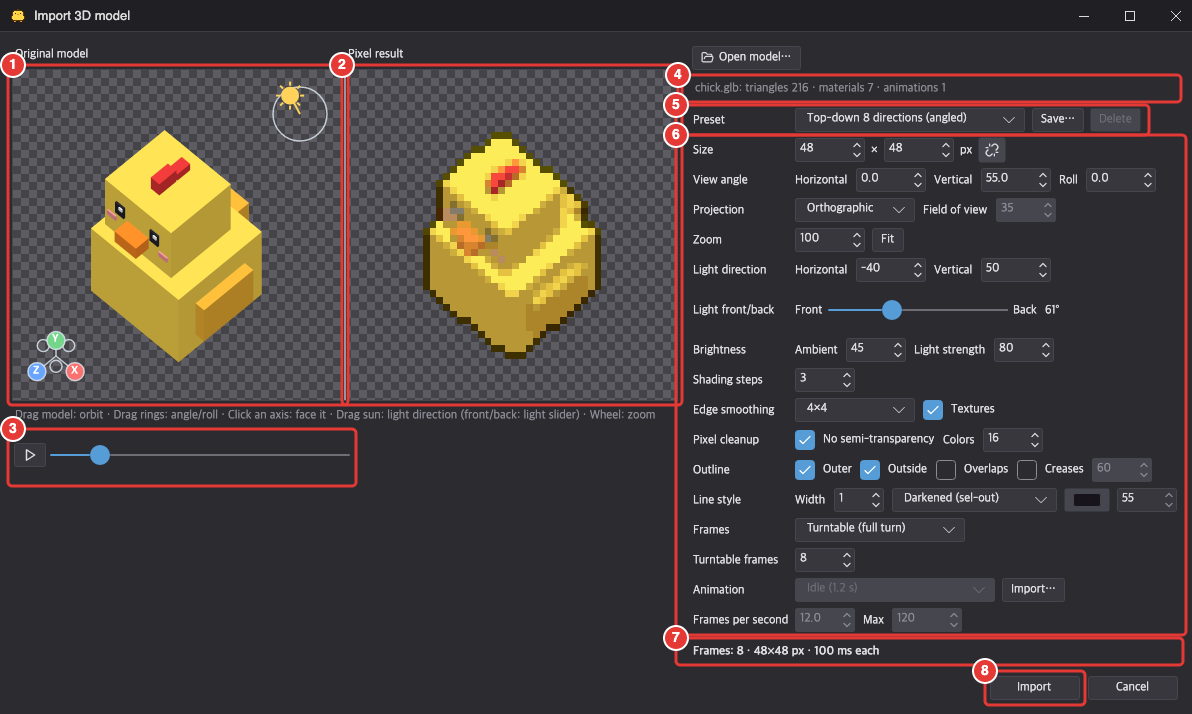 Import 3D model
Original model
Pixel result
Open model···
1
2
4
chick.glb: triangles 216 · materials 7 · animations 1
5
Preset Top-down 8 directions (angled) Save··· Delete
6
Size 48 × 48 px
View angle Horizontal 0.0 Vertical 55.0 Roll 0.0
Projection Orthographic Field of view 35
Zoom 100 Fit
Light direction Horizontal -40 Vertical 50
Light front/back Front Back 61°
Brightness Ambient 45 Light strength 80
Shading steps 3
Edge smoothing 4×4 Textures
Pixel cleanup No semi-transparency Colors 16
Outline Outer Outside Overlaps Creases 60
Line style Width 1 Darkened (sel-out) 55
Frames Turntable (full turn)
Turntable frames 8
Animation Idle (1.2 s) Import···
Frames per second 12.0 Max 120
Y
Z
X
Drag model: orbit · Drag rings: angle/roll · Click an axis: face it · Drag sun: light direction (front/back: light slider) · Wheel: zoom
3
7
Frames: 8 · 48×48 px · 100 ms each
8
Import
Cancel